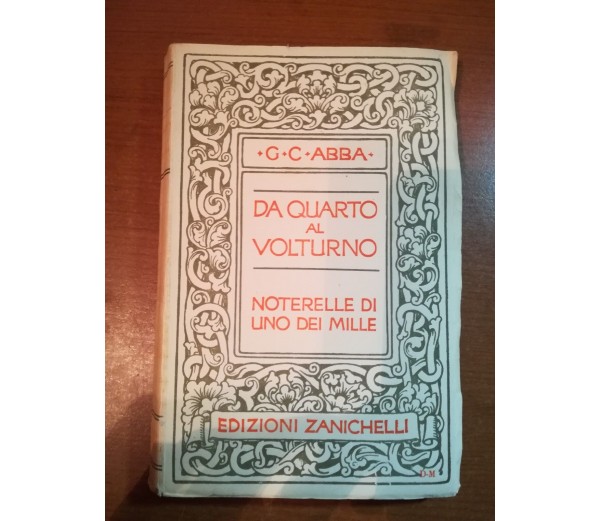 • G • C • ABBA •
DA QUARTO
AL
VOLTURNO
NOTERELLE DI
UNO DEI MILLE
EDIZIONI ZANICHELLI
D-M